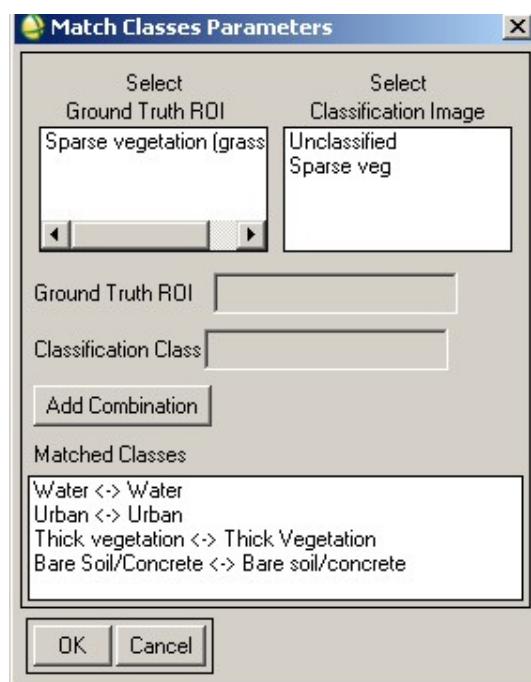 Match Classes Parameters
Select
Ground Truth ROI
Sparse vegetation (grass
Select
Classification Image
Unclassified
Sparse veg
Ground Truth ROI
Classification Class
Add Combination
Matched Classes
Water <-> Water
Urban <-> Urban
Thick vegetation <-> Thick Vegetation
Bare Soil/Concrete <-> Bare soil/concrete
OK
Cancel